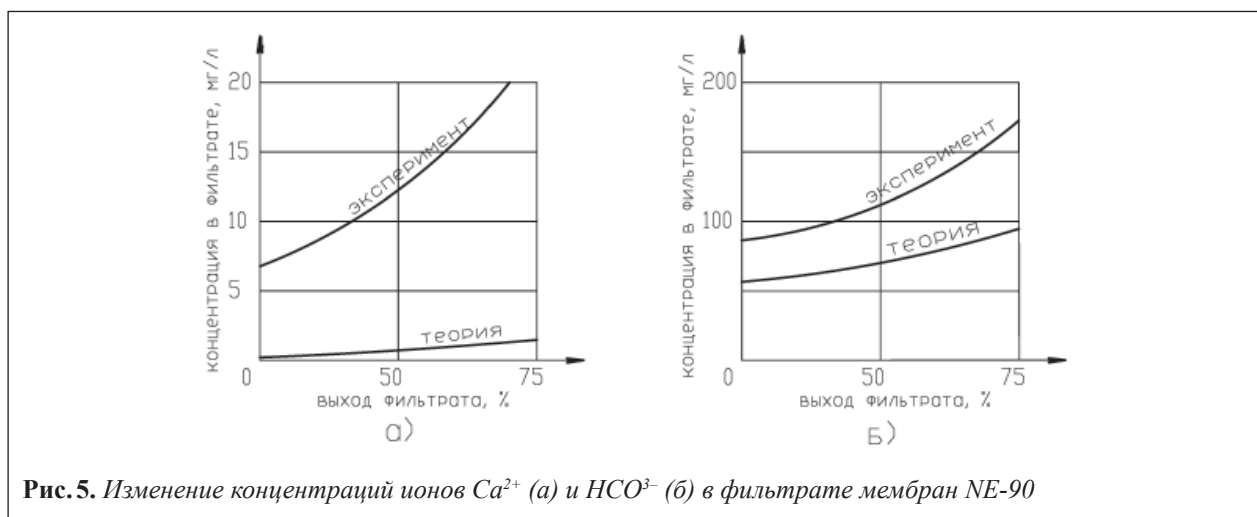 концентрация в фильтрате, мг/л
20
15
10
5
0
50
75
эксперимент
теория
выход фильтрата, %
а)
концентрация в фильтрате, мг/л
200
100
0
50
75
эксперимент
теория
выход фильтрата, %
б)
Рис. 5. Изменение концентраций ионов Ca²⁺ (а) и HCO³⁻ (б) в фильтрате мембран NE-90